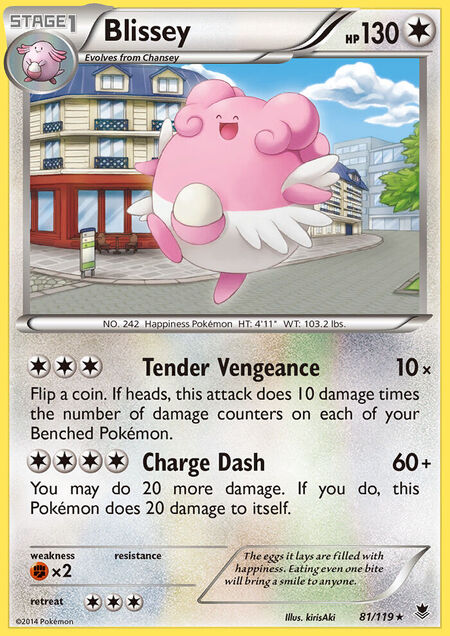 STAGE1
Blissey
HP130
Evolves from Chansey
NO. 242 Happiness Pokémon HT: 4'11" WT: 103.2 lbs.
Tender Vengeance 10×
Flip a coin. If heads, this attack does 10 damage times
the number of damage counters on each of your
Benched Pokémon.
Charge Dash 60+
You may do 20 more damage. If you do, this
Pokémon does 20 damage to itself.
weakness resistance
×2
The eggs it lays are filled with
happiness. Eating even one bite
will bring a smile to anyone.
retreat
©2014 Pokémon
Illus. kirisAki
81/119★